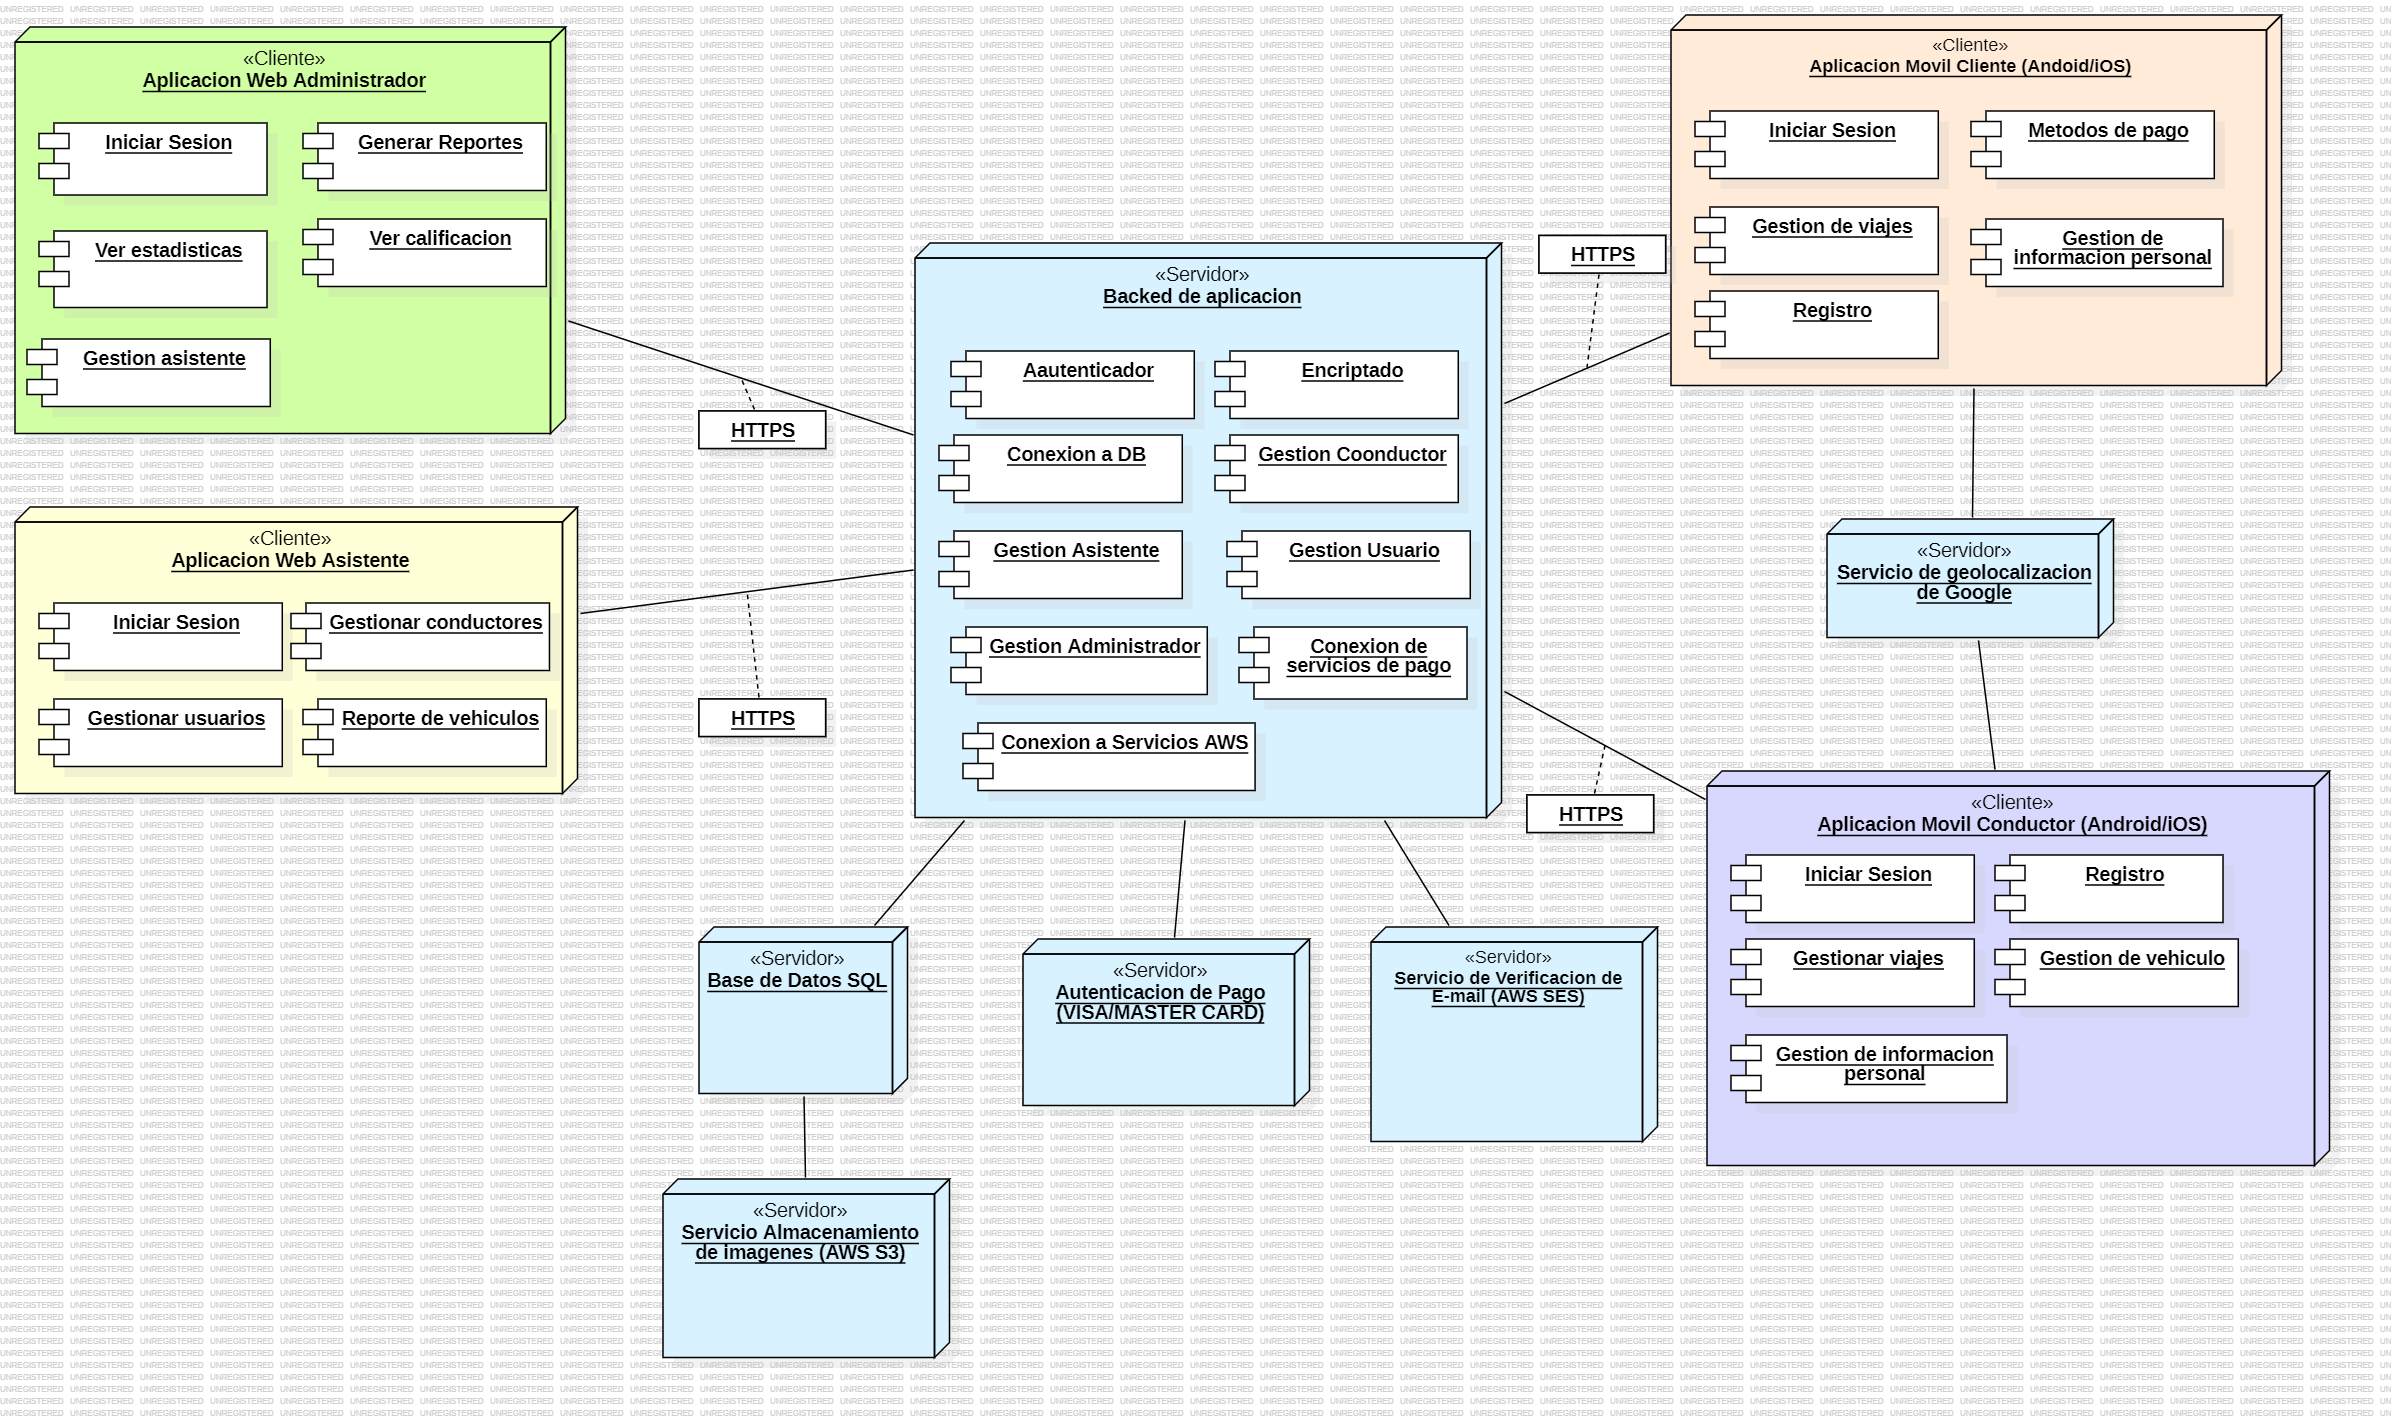 «Cliente»
Aplicacion Web Administrador
Iniciar Sesion
Generar Reportes
Ver estadisticas
Ver calificacion
Gestion asistente
«Cliente»
Aplicacion Web Asistente
Iniciar Sesion
Gestionar conductores
Gestionar usuarios
Reporte de vehiculos
HTTPS
HTTPS
«Servidor»
Backed de aplicacion
Aautenticador
Encriptado
Conexion a DB
Gestion Coonductor
Gestion Asistente
Gestion Usuario
Gestion Administrador
Conexion de
servicios de pago
Conexion a Servicios AWS
HTTPS
HTTPS
«Cliente»
Aplicacion Movil Cliente (Andoid/iOS)
Iniciar Sesion
Metodos de pago
Gestion de viajes
Gestion de
informacion personal
Registro
«Servidor»
Servicio de geolocalizacion
de Google
«Cliente»
Aplicacion Movil Conductor (Android/iOS)
Iniciar Sesion
Registro
Gestionar viajes
Gestion de vehiculo
Gestion de informacion
personal
«Servidor»
Base de Datos SQL
«Servidor»
Autenticacion de Pago
(VISA/MASTER CARD)
«Servidor»
Servicio de Verificacion de
E-mail (AWS SES)
«Servidor»
Servicio Almacenamiento
de imagenes (AWS S3)
UNREGISTERED